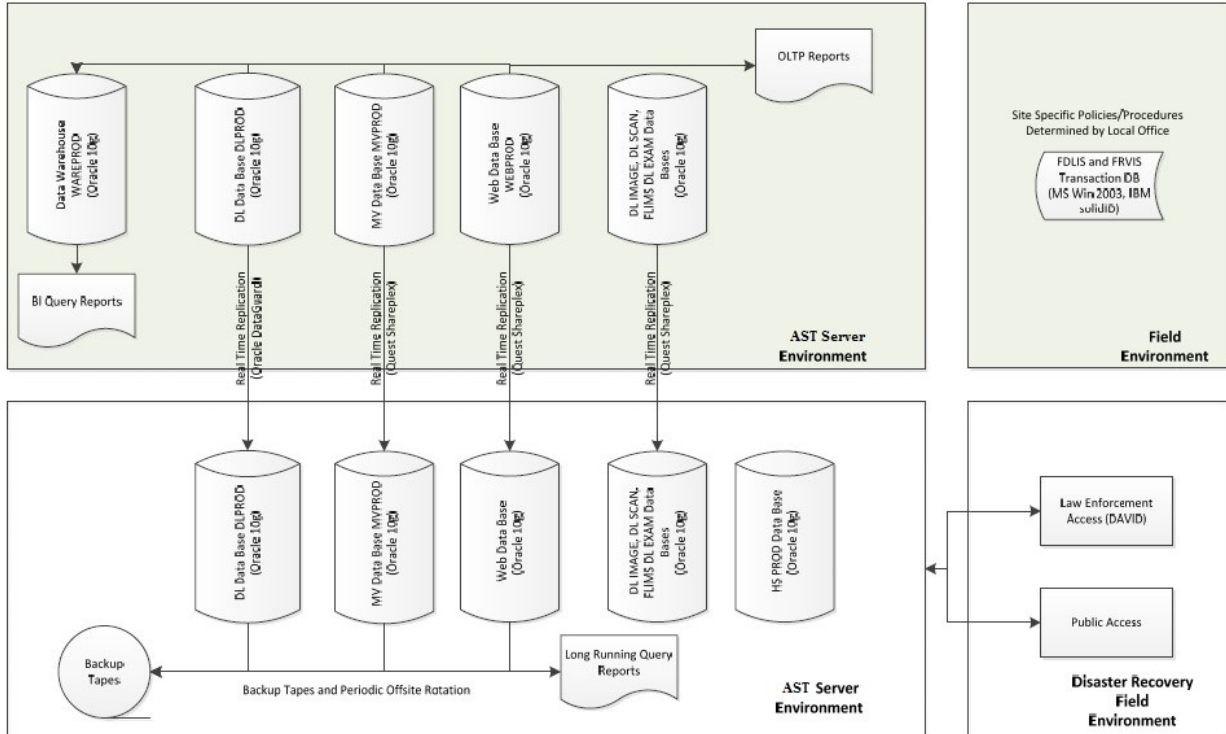 OLTP Reports
Data Warehouse
WAREPROD
(Oracle 10g)
DL Data Base DLPROD
(Oracle 10g)
MV Data Base MVPROD
(Oracle 10g)
Web Data Base
WEBPROD
(Oracle 10g)
DL IMAGE, DL SCAN,
FLIMS DL EXAM Data
Bases
(Oracle 10g)
BI Query Reports
Real Time Replication
(Oracle DataGuard)
Real Time Replication
(Quest Shareplex)
Real Time Replication
(Quest Shareplex)
Real Time Replication
(Quest Shareplex)
AST Server
Environment
Site Specific Policies/Procedures
Determined by Local Office
FDLIS and FRVIS
Transaction DB
(MS Win 2003, IBM
solidID)
Field
Environment
DL Data Base DLPROD
(Oracle 10g)
MV Data Base MVPROD
(Oracle 10g)
Web Data Base
(Oracle 10g)
DL IMAGE, DL SCAN,
FLIMS DL EXAM Data
Bases
(Oracle 10g)
HS PROD Data Base
(Oracle 10g)
Backup
Tapes
Backup Tapes and Periodic Offsite Rotation
Long Running Query
Reports
AST Server
Environment
Law Enforcement
Access (DAVID)
Public Access
Disaster Recovery
Field
Environment